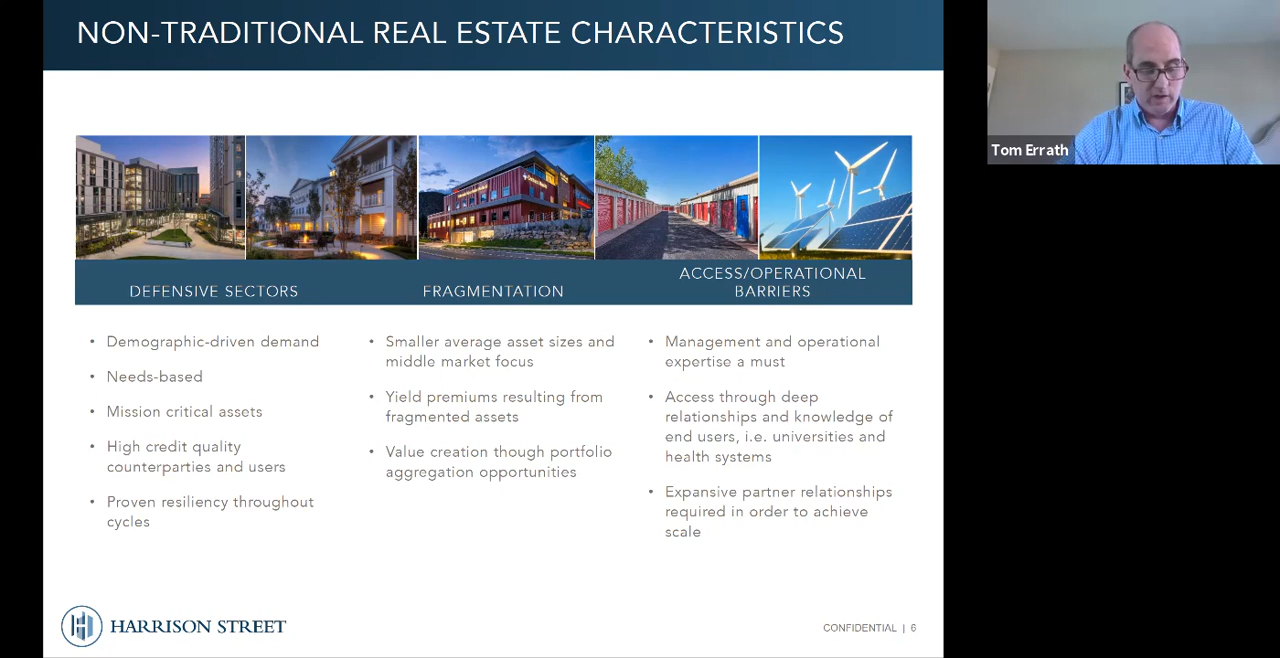 NON-TRADITIONAL REAL ESTATE CHARACTERISTICS
Tom Errath
DEFENSIVE SECTORS
• Demographic-driven demand
• Needs-based
• Mission critical assets
• High credit quality
counterparties and users
• Proven resiliency throughout
cycles
FRAGMENTATION
• Smaller average asset sizes and
middle market focus
• Yield premiums resulting from
fragmented assets
• Value creation though portfolio
aggregation opportunities
ACCESS/OPERATIONAL
BARRIERS
• Management and operational
expertise a must
• Access through deep
relationships and knowledge of
end users, i.e. universities and
health systems
• Expansive partner relationships
required in order to achieve
scale
HARRISON STREET
CONFIDENTIAL | 6